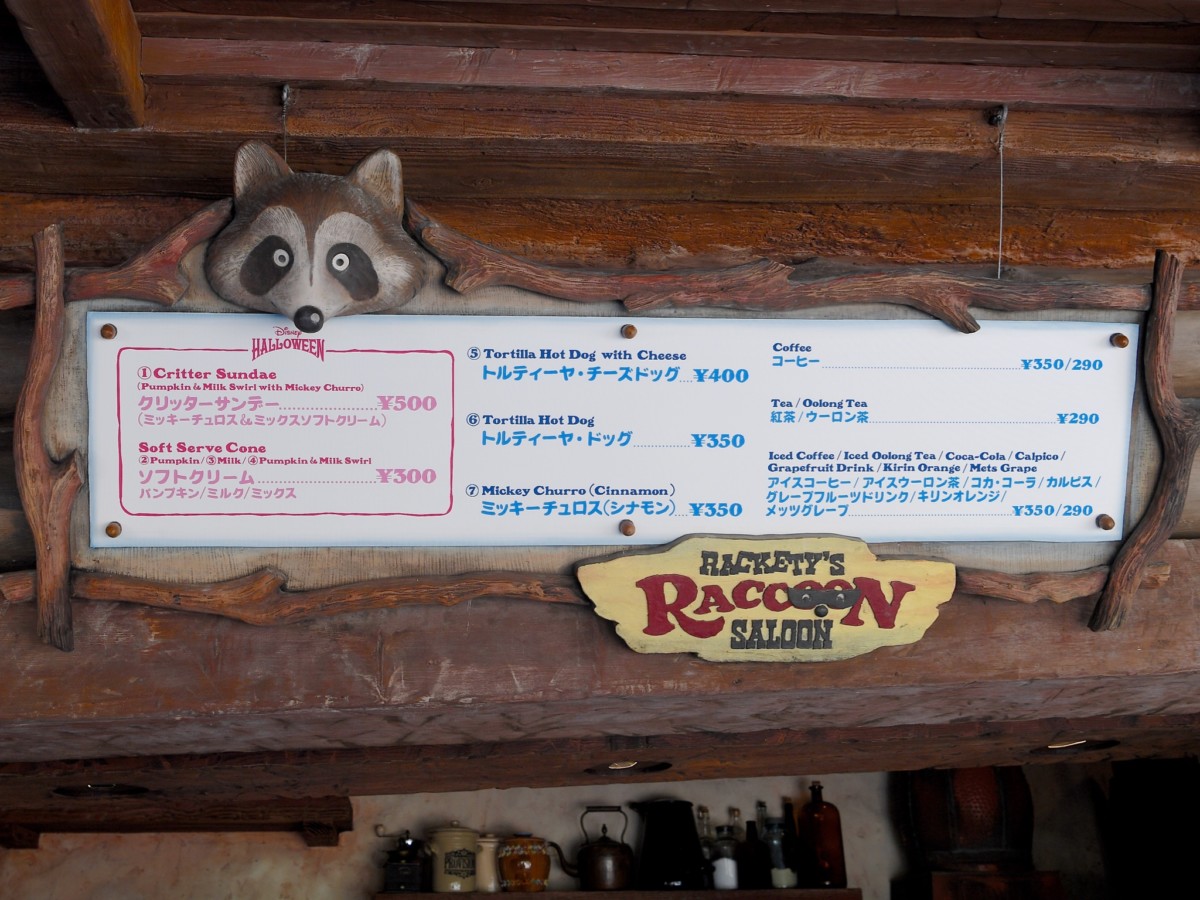 Disney
HALLOWEEN
① Critter Sundae
(Pumpkin & Milk Swirl with Mickey Churro)
クリッターサンデー....................¥500
(ミッキーチュロス&ミックスソフトクリーム)
Soft Serve Cone
②Pumpkin/③Milk/④Pumpkin & Milk Swirl
ソフトクリーム........................¥300
パンプキン/ミルク/ミックス
⑤ Tortilla Hot Dog with Cheese
トルティーヤ・チーズドッグ...¥400
⑥ Tortilla Hot Dog
トルティーヤ・ドッグ..............¥350
⑦ Mickey Churro (Cinnamon)
ミッキーチュロス(シナモン)...¥350
Coffee
コーヒー..................................................¥350/290
Tea / Oolong Tea
紅茶 / ウーロン茶..............................................¥290
Iced Coffee / Iced Oolong Tea / Coca-Cola / Calpico /
Grapefruit Drink / Kirin Orange / Mets Grape
アイスコーヒー / アイスウーロン茶 / コカ・コーラ / カルピス /
グレープフルーツドリンク / キリンオレンジ /
メッツグレープ..........................................¥350/290
RACKETY'S
RACCOON
SALOON